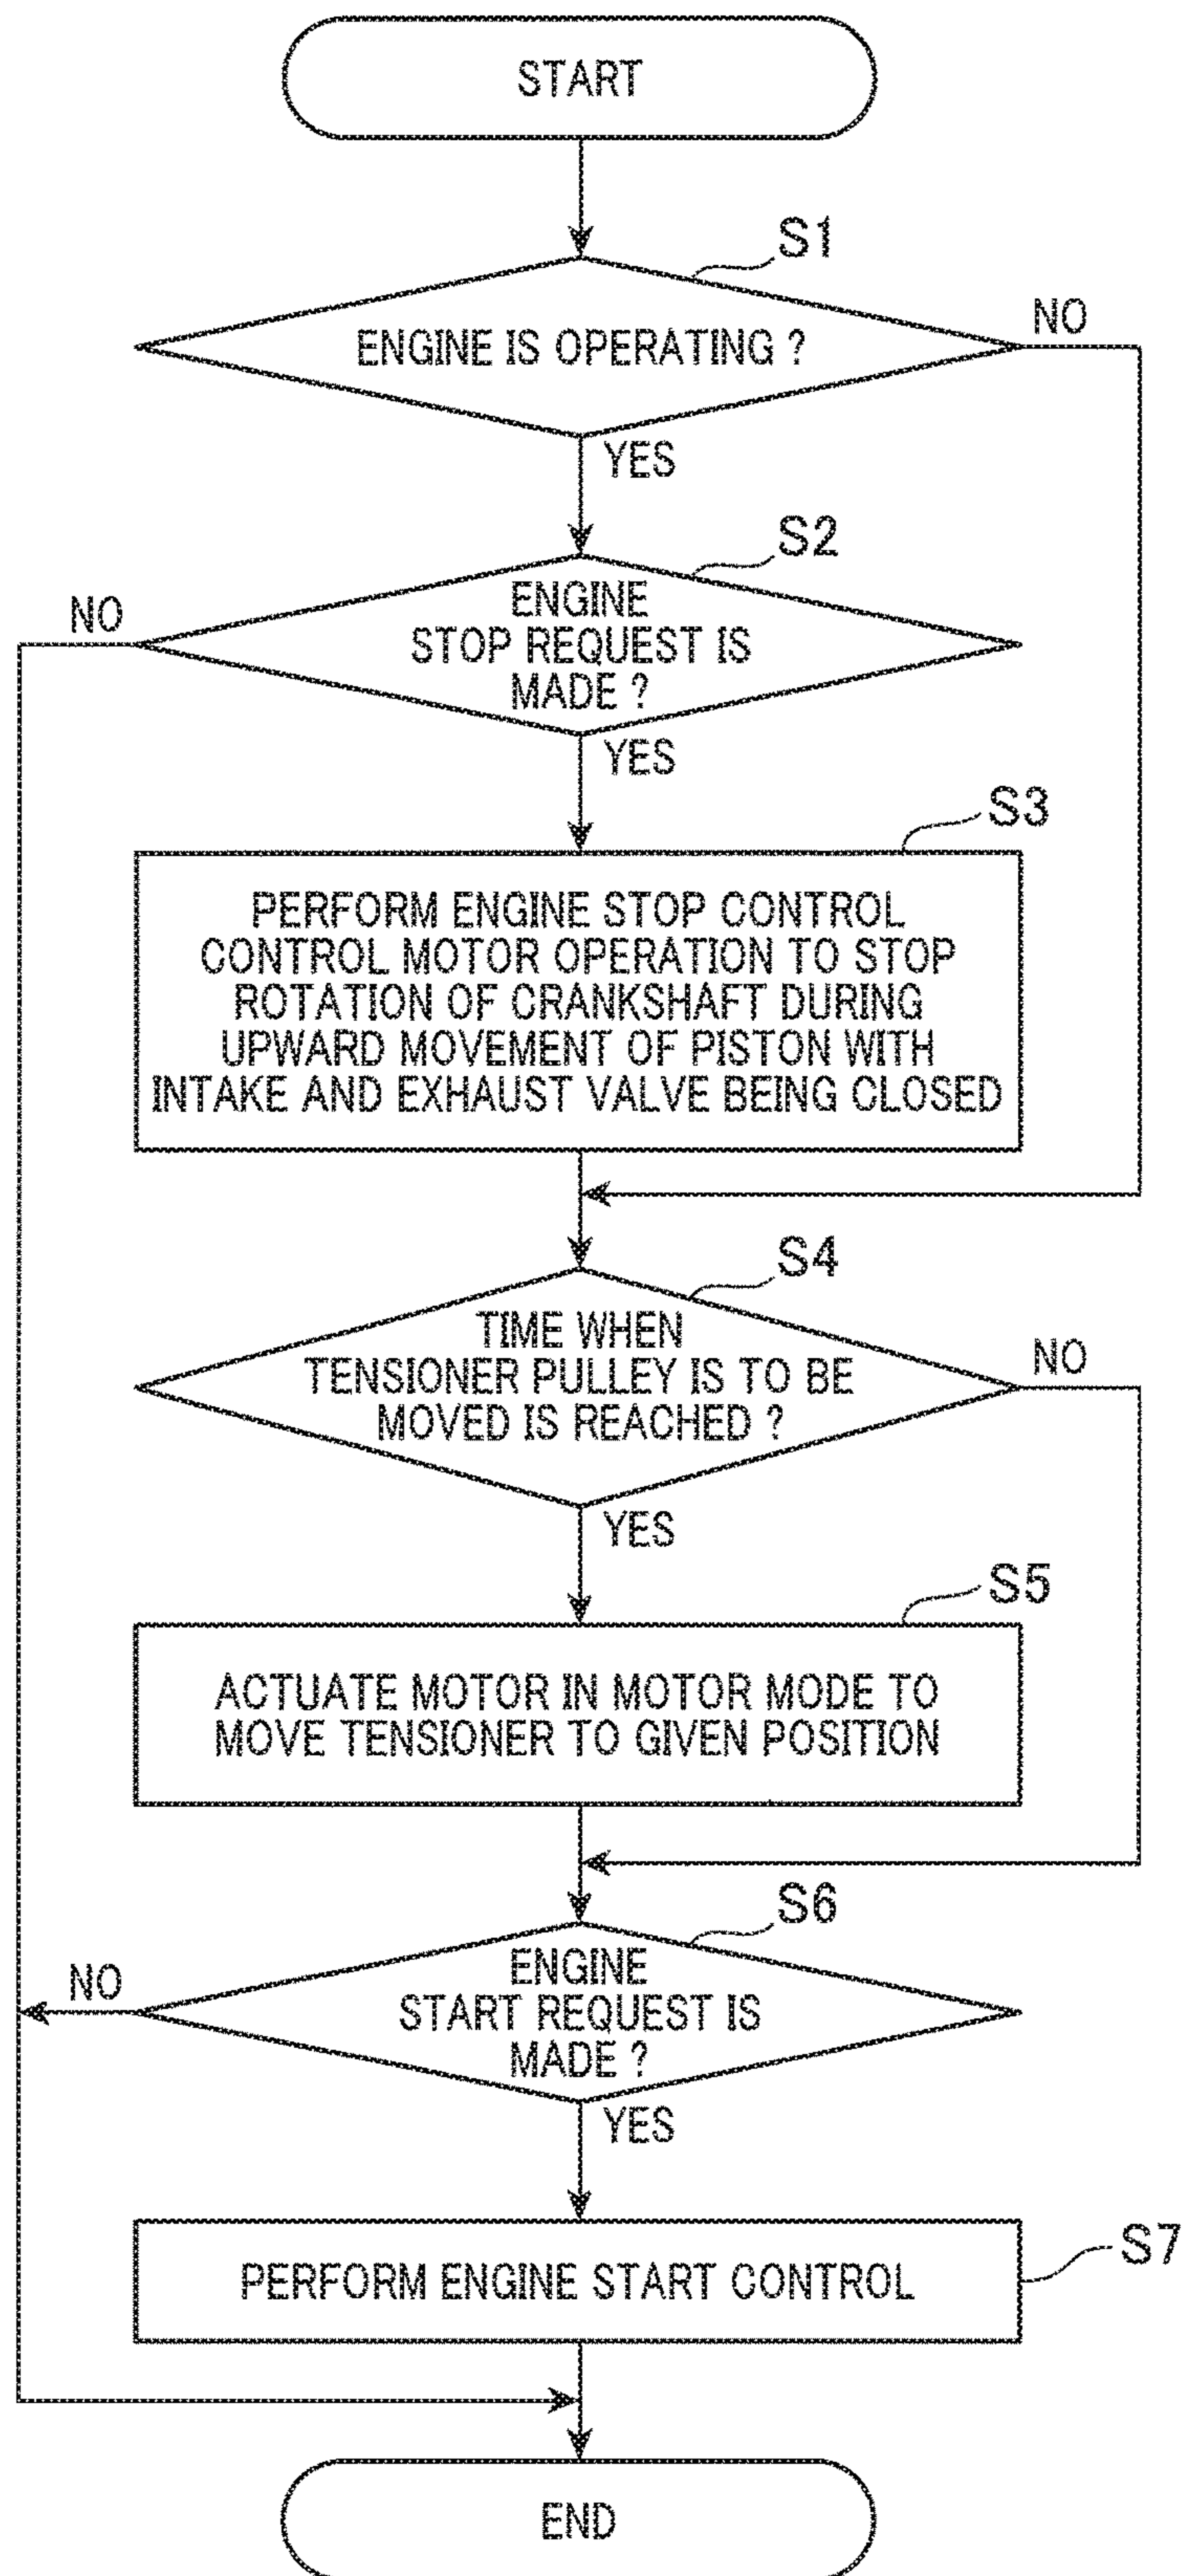 START
S1
ENGINE IS OPERATING ?
NO
YES
S2
NO
ENGINE
STOP REQUEST IS
MADE ?
YES
S3
PERFORM ENGINE STOP CONTROL
CONTROL MOTOR OPERATION TO STOP
ROTATION OF CRANKSHAFT DURING
UPWARD MOVEMENT OF PISTON WITH
INTAKE AND EXHAUST VALVE BEING CLOSED
S4
TIME WHEN
TENSIONER PULLEY IS TO BE
MOVED IS REACHED ?
NO
YES
S5
ACTUATE MOTOR IN MOTOR MODE TO
MOVE TENSIONER TO GIVEN POSITION
S6
NO
ENGINE
START REQUEST IS
MADE ?
YES
S7
PERFORM ENGINE START CONTROL
END